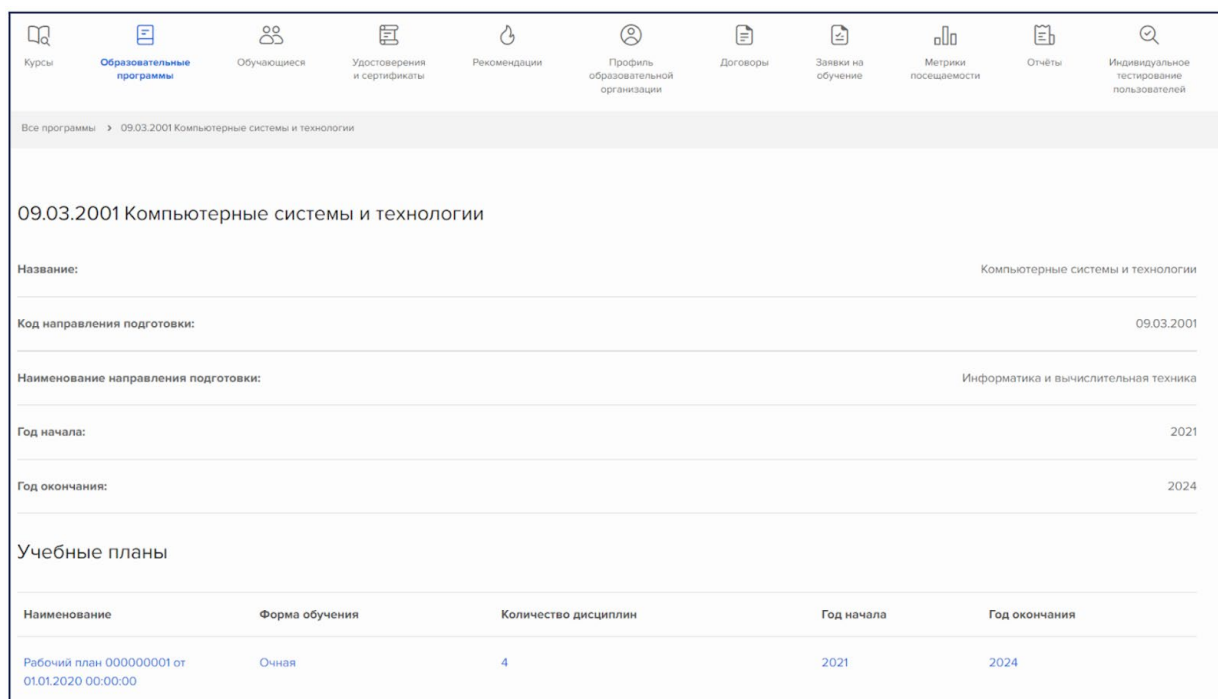 Курсы
Образовательные
программы
Обучающиеся
Удостоверения
и сертификаты
Рекомендации
Профиль
образовательной
организации
Договоры
Заявки на
обучение
Метрики
посещаемости
Отчёты
Индивидуальное
тестирование
пользователей
Все программы > 09.03.2001 Компьютерные системы и технологии
09.03.2001 Компьютерные системы и технологии
Название: Компьютерные системы и технологии
Код направления подготовки: 09.03.2001
Наименование направления подготовки: Информатика и вычислительная техника
Год начала: 2021
Год окончания: 2024
Учебные планы
Наименование Форма обучения Количество дисциплин Год начала Год окончания
Рабочий план 000000001 от Очная 4 2021 2024
01.01.2020 00:00:00